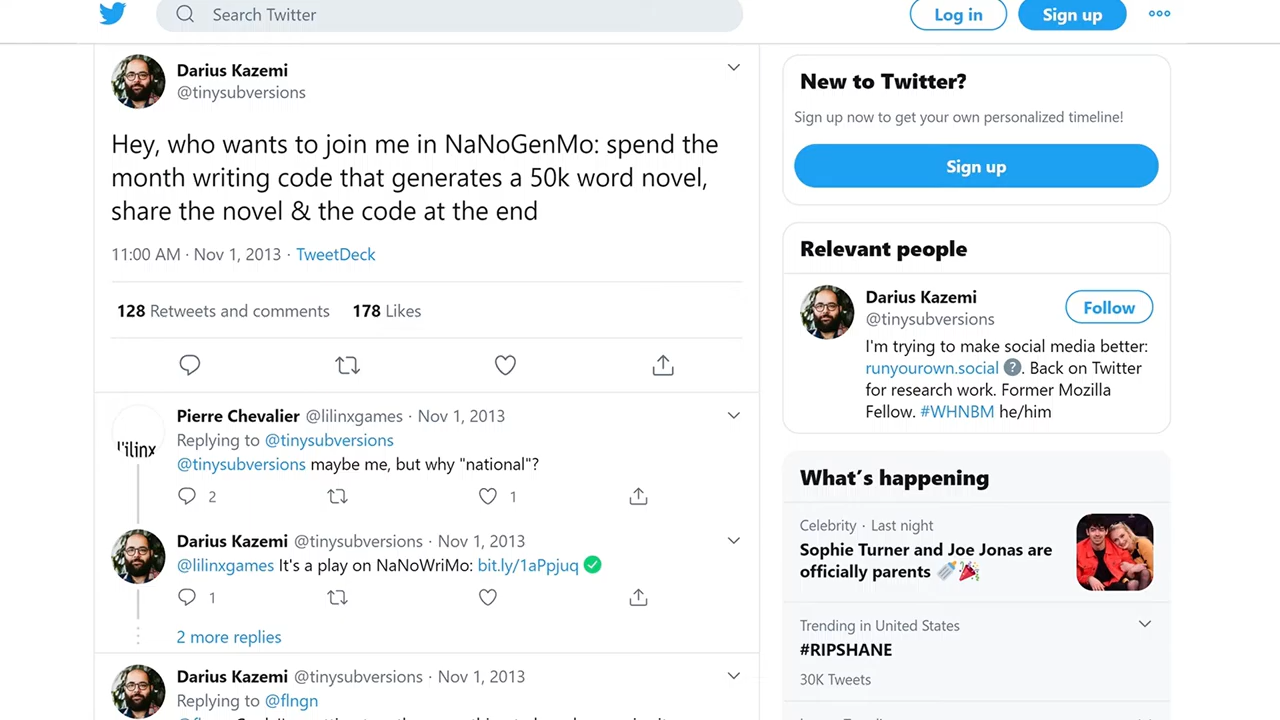 Search Twitter
Log in
Sign up
Darius Kazemi
@tinysubversions
Hey, who wants to join me in NaNoGenMo: spend the
month writing code that generates a 50k word novel,
share the novel & the code at the end
11:00 AM · Nov 1, 2013 · TweetDeck
128 Retweets and comments 178 Likes
Pierre Chevalier @lilinxgames · Nov 1, 2013
l'ilinx
Replying to @tinysubversions
@tinysubversions maybe me, but why "national"?
2 1
Darius Kazemi @tinysubversions · Nov 1, 2013
@lilinxgames It's a play on NaNoWriMo: bit.ly/1aPpjuq
1
2 more replies
Darius Kazemi @tinysubversions · Nov 1, 2013
Replying to @flngn
New to Twitter?
Sign up now to get your own personalized timeline!
Sign up
Relevant people
Darius Kazemi
@tinysubversions
Follow
I'm trying to make social media better:
runyourown.social ?. Back on Twitter
for research work. Former Mozilla
Fellow. #WHNBM he/him
What's happening
Celebrity · Last night
Sophie Turner and Joe Jonas are
officially parents 🍼🎉
Trending in United States
#RIPSHANE
30K Tweets